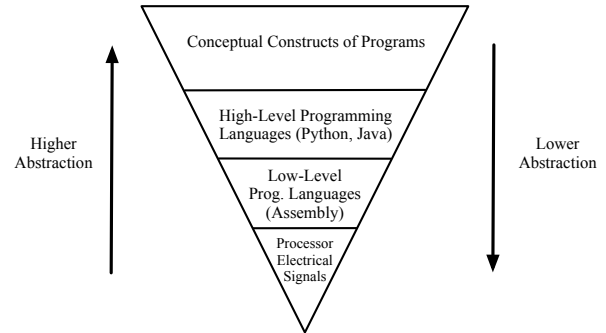 Conceptual Constructs of Programs
High-Level Programming
Languages (Python, Java)
Higher
Abstraction
Lower
Abstraction
Low-Level
Prog. Languages
(Assembly)
Processor
Electrical
Signals